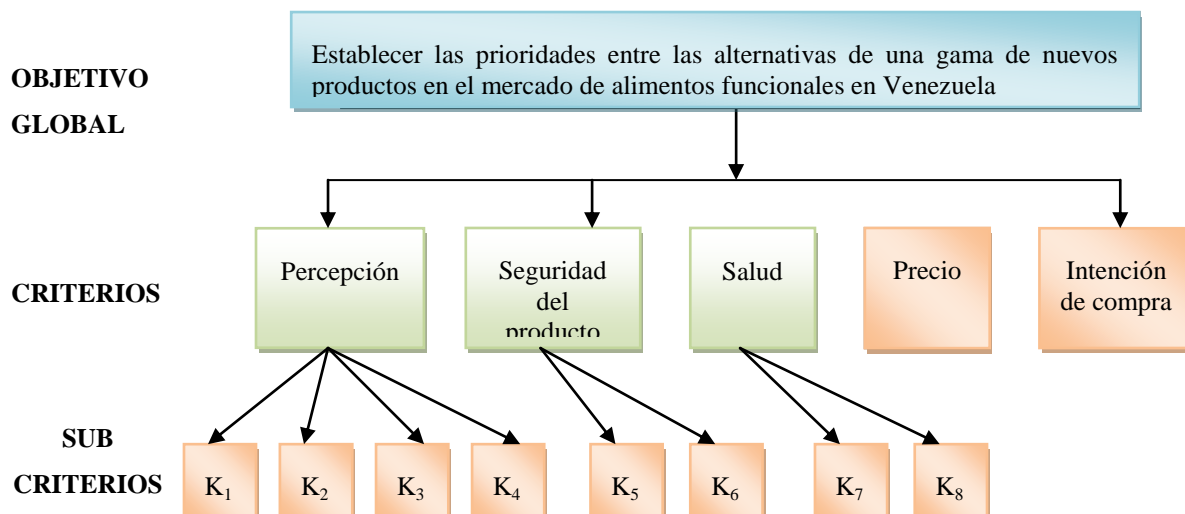 Establecer las prioridades entre las alternativas de una gama de nuevos
productos en el mercado de alimentos funcionales en Venezuela
OBJETIVO
GLOBAL
CRITERIOS
Percepción
Seguridad
del
producto
Salud
Precio
Intención
de compra
SUB
CRITERIOS
K₁
K₂
K₃
K₄
K₅
K₆
K₇
K₈